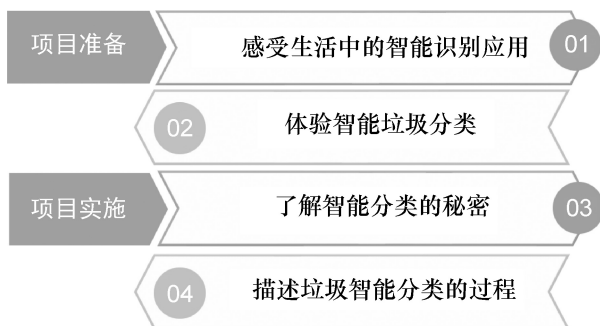 项目准备
感受生活中的智能识别应用
01
02
体验智能垃圾分类
项目实施
了解智能分类的秘密
03
04
描述垃圾智能分类的过程